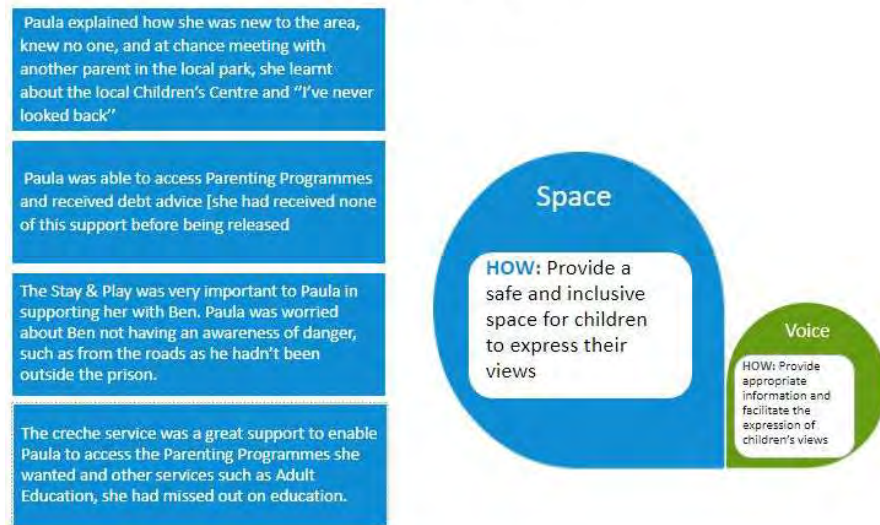 Paula explained how she was new to the area,
knew no one, and at chance meeting with
another parent in the local park, she learnt
about the local Children's Centre and "I've never
looked back''
Paula was able to access Parenting Programmes
and received debt advice [she had received none
of this support before being released
The Stay & Play was very important to Paula in
supporting her with Ben. Paula was worried
about Ben not having an awareness of danger,
such as from the roads as he hadn't been
outside the prison.
The creche service was a great support to enable
Paula to access the Parenting Programmes she
wanted and other services such as Adult
Education, she had missed out on education.
Space
HOW: Provide a
safe and inclusive
space for children
to express their
views
Voice
HOW: Provide
appropriate
information and
facilitate the
expression of
children's views